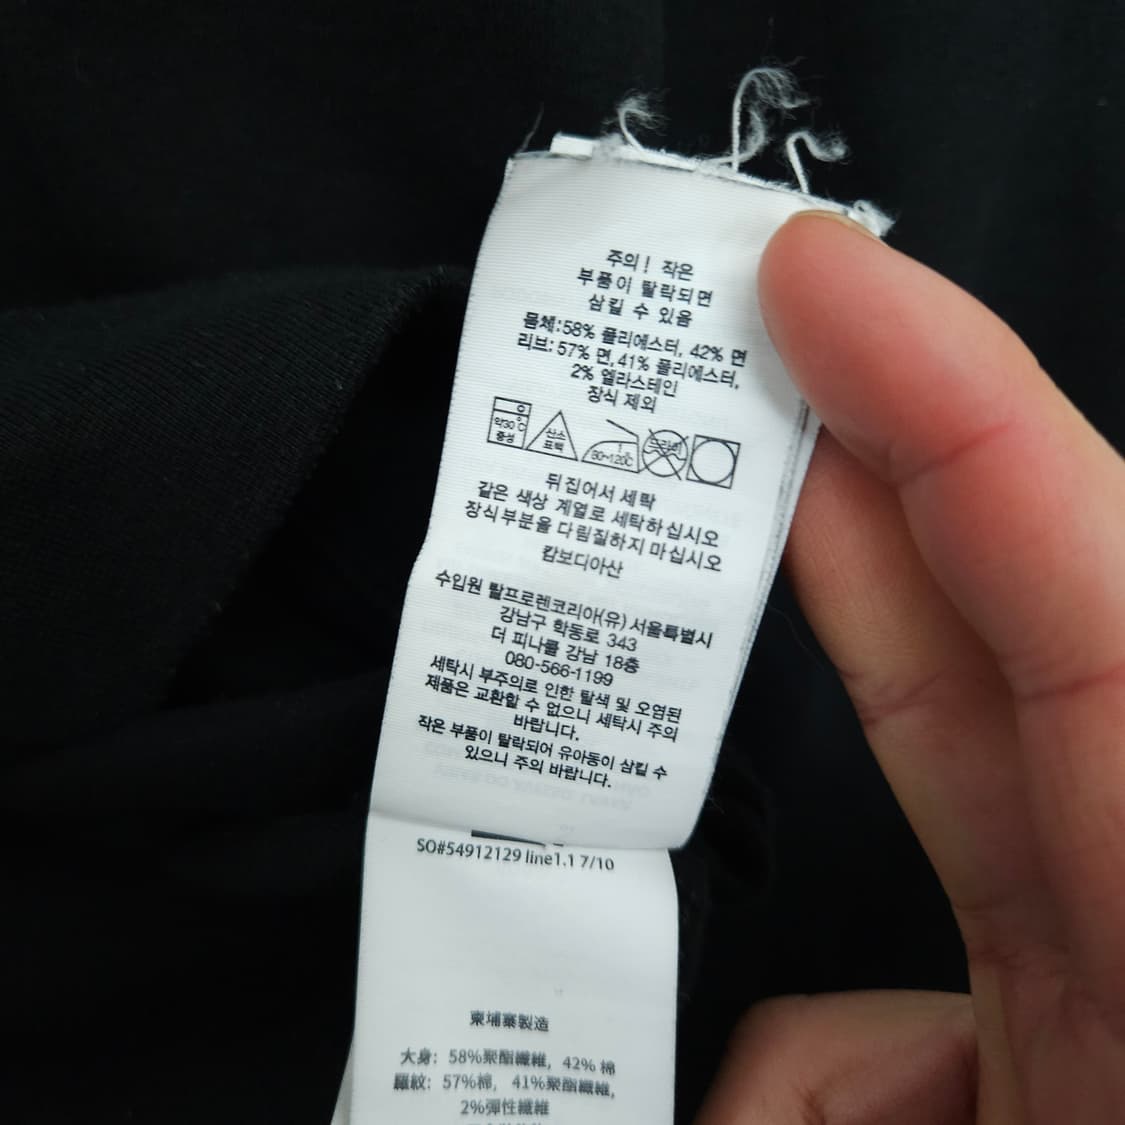 주의! 작은
부품이 탈락되면
삼킬 수 있음
몸체:58% 폴리에스터, 42% 면
리브: 57% 면,41% 폴리에스터,
2% 엘라스테인
장식 제외
약30℃
중성
산소
표백
1
80~120℃
드라이
뒤집어서 세탁
같은 색상 계열로 세탁하십시오
장식부분을 다림질하지 마십시오
캄보디아산
수입원 랄프로렌코리아(유) 서울특별시
강남구 학동로 343
더 피나클 강남 18층
080-566-1199
세탁시 부주의로 인한 탈색 및 오염된
제품은 교환할 수 없으니 세탁시 주의
바랍니다.
작은 부품이 탈락되어 유아동이 삼킬 수
있으니 주의 바랍니다.
SO#54912129 line1.1 7/10
柬埔寨製造
大身: 58%聚酯纖維, 42% 棉
羅紋: 57%棉, 41%聚酯纖維,
2%彈性纖維